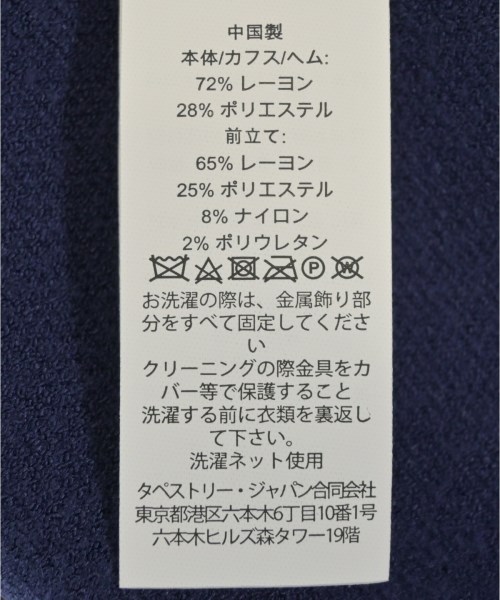 中国製
本体/カフス/ヘム:
72% レーヨン
28% ポリエステル
前立て:
65% レーヨン
25% ポリエステル
8% ナイロン
2% ポリウレタン
P W
お洗濯の際は、金属飾り部
分をすべて固定してくださ
い
クリーニングの際金具をカ
バー等で保護すること
洗濯する前に衣類を裏返し
て下さい。
洗濯ネット使用
タペストリー・ジャパン合同会社
東京都港区六本木6丁目10番1号
六本木ヒルズ森タワー19階